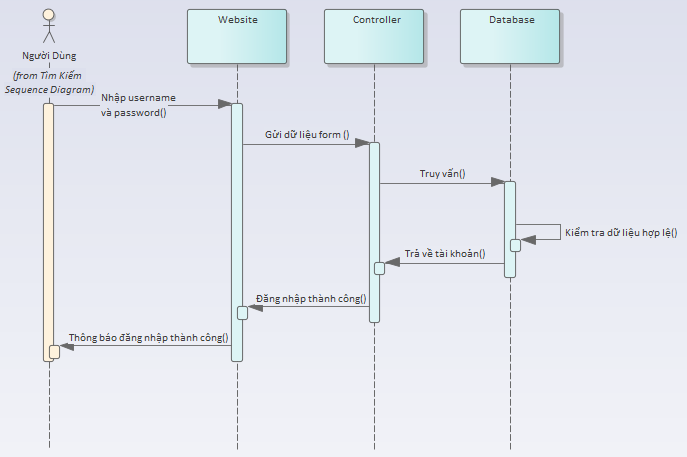 Website
Controller
Database
Người Dùng
(from Tìm Kiếm
Sequence Diagram)
Nhập username
và password()
Gửi dữ liệu form ()
Truy vấn()
Kiểm tra dữ liệu hợp lệ()
Trả về tài khoản()
Đăng nhập thành công()
Thông báo đăng nhập thành công()